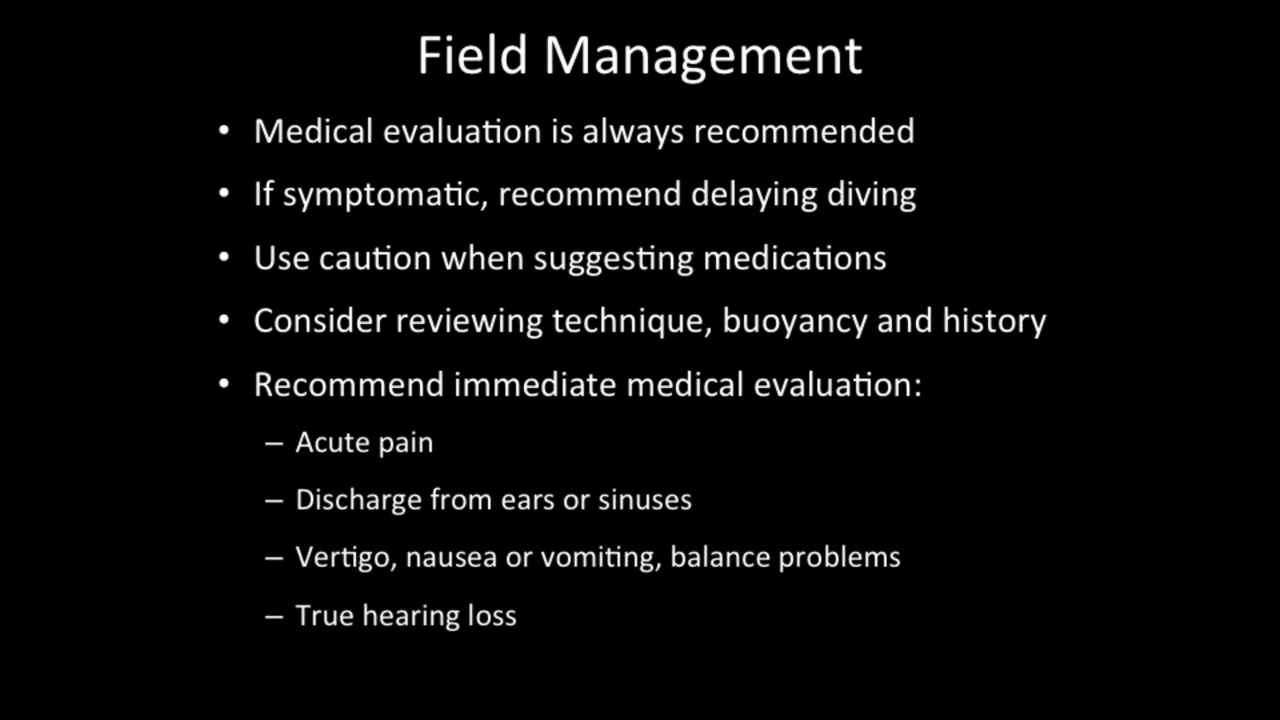 Field Management
• Medical evaluation is always recommended
• If symptomatic, recommend delaying diving
• Use caution when suggesting medications
• Consider reviewing technique, buoyancy and history
• Recommend immediate medical evaluation:
– Acute pain
– Discharge from ears or sinuses
– Vertigo, nausea or vomiting, balance problems
– True hearing loss